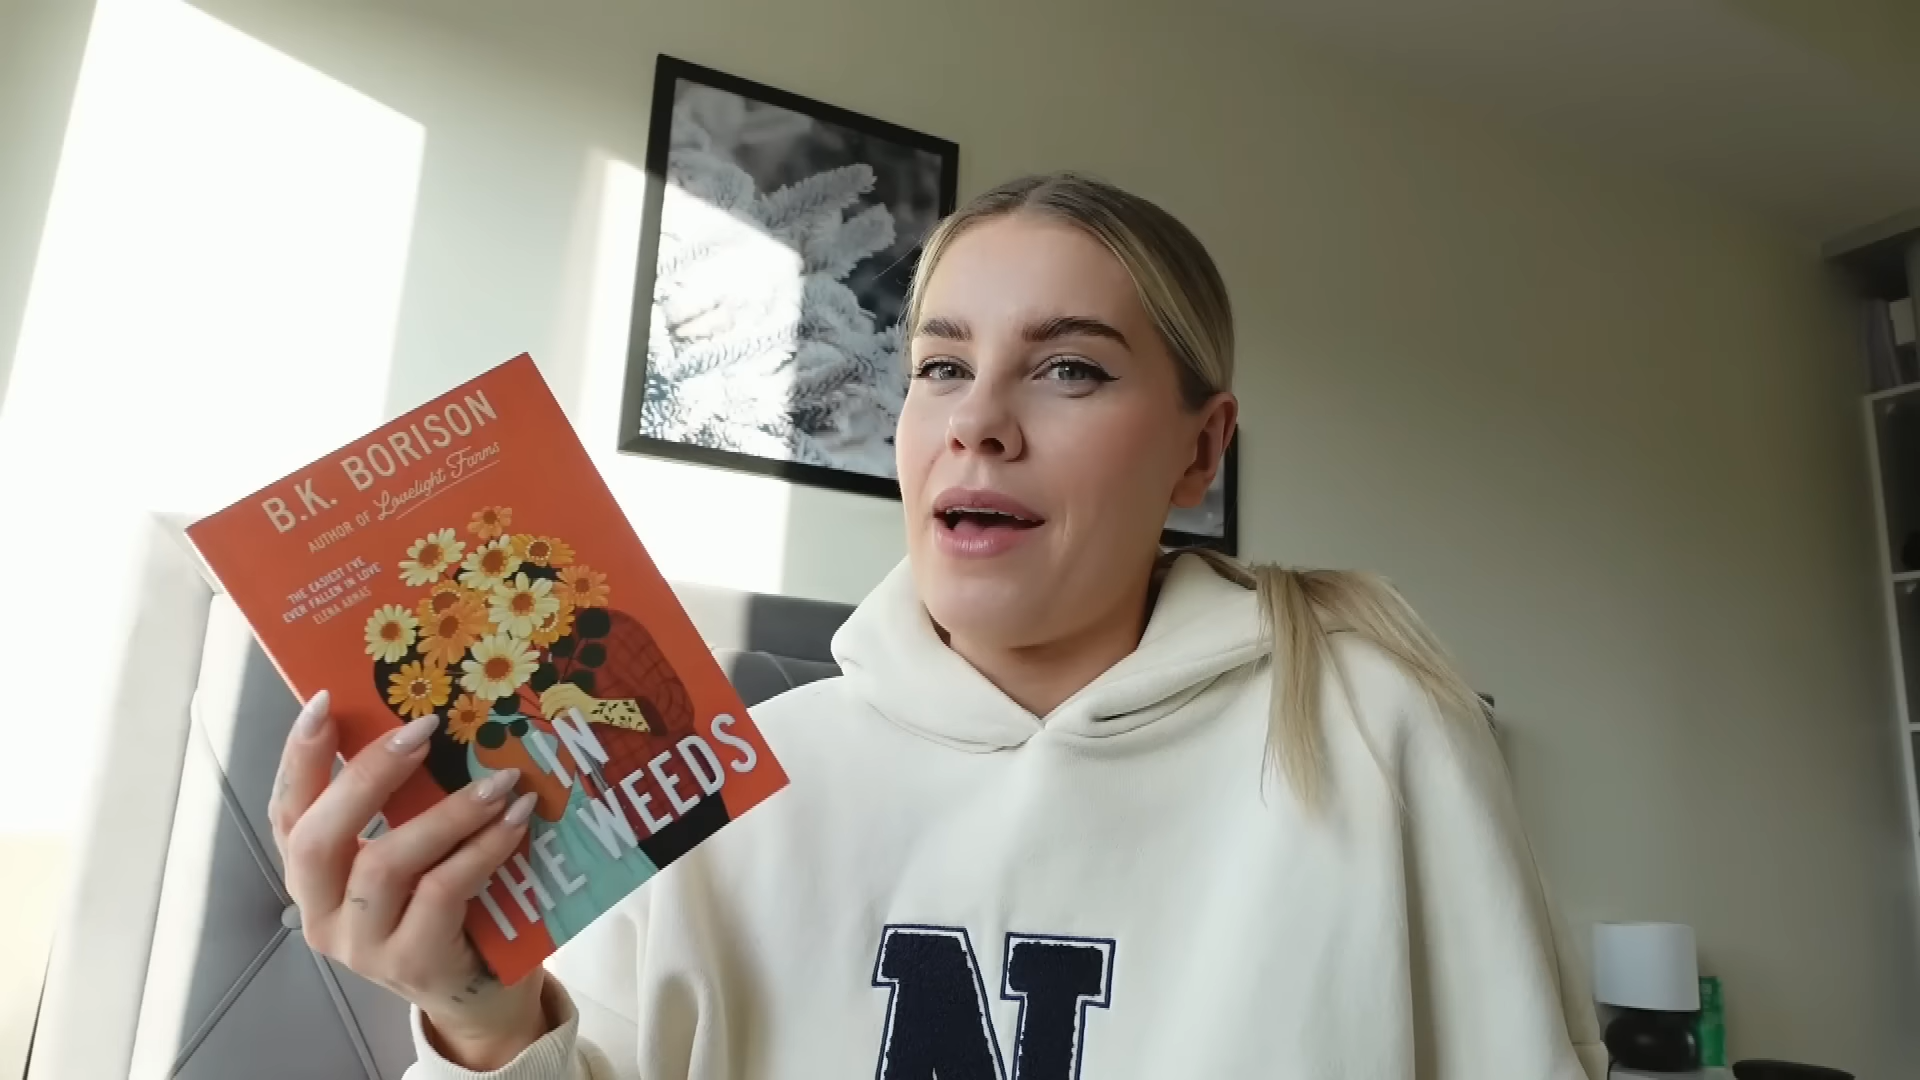 B.K. BORISON
AUTHOR OF Lovelight Farms
THE EASIEST I'VE
EVER FALLEN IN LOVE
ELENA ARMAS
IN
THE WEEDS
N